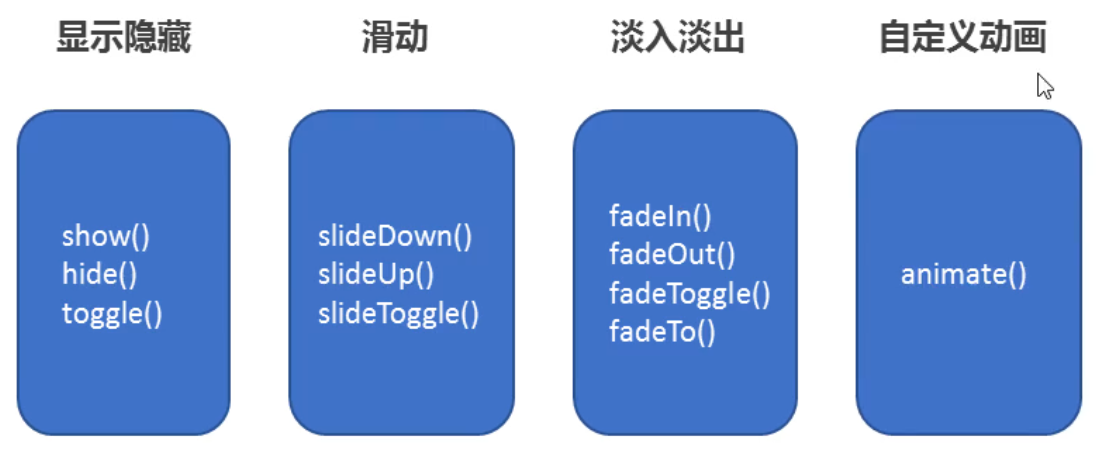 显示隐藏
滑动
淡入淡出
自定义动画
show()
hide()
toggle()
slideDown()
slideUp()
slideToggle()
fadeIn()
fadeOut()
fadeToggle()
fadeTo()
animate()